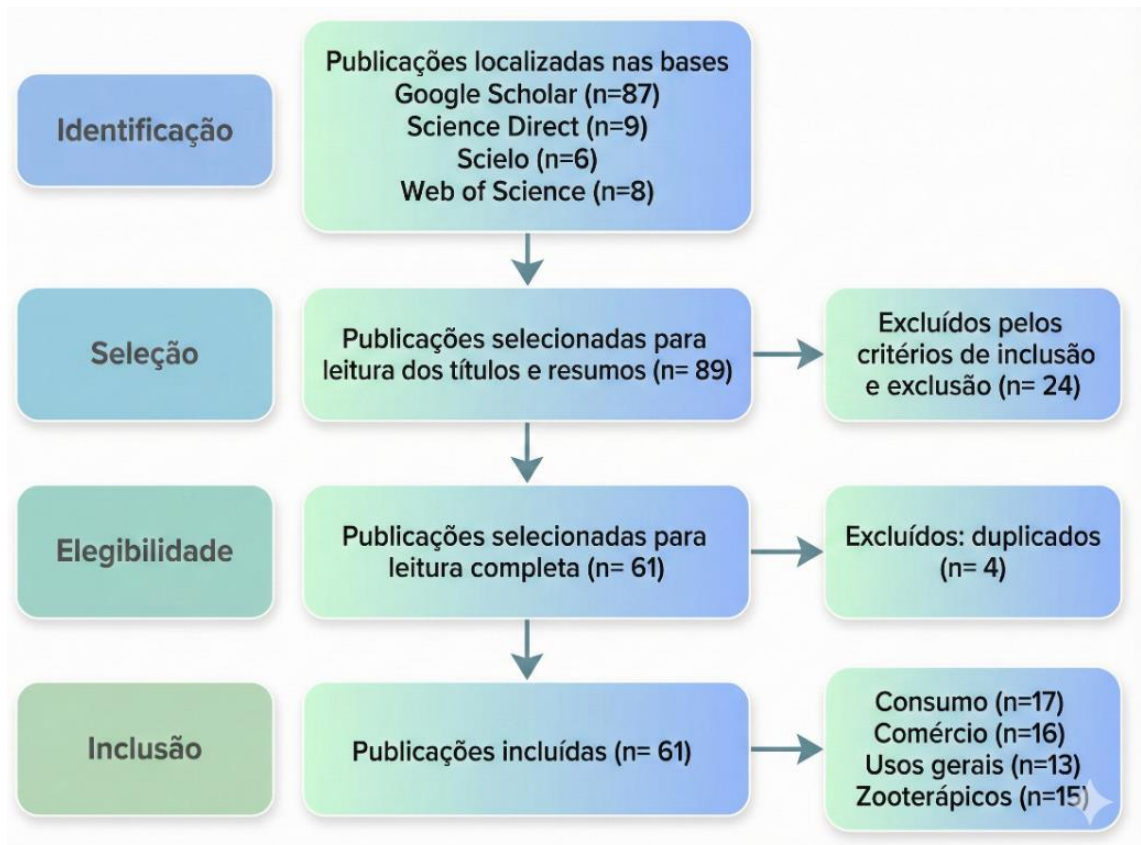 Identificação
Publicações localizadas nas bases
Google Scholar (n=87)
Science Direct (n=9)
Scielo (n=6)
Web of Science (n=8)
Seleção
Publicações selecionadas para
leitura dos títulos e resumos (n= 89)
Excluídos pelos
critérios de inclusão
e exclusão (n= 24)
Elegibilidade
Publicações selecionadas para
leitura completa (n= 61)
Excluídos: duplicados
(n= 4)
Inclusão
Publicações incluídas (n= 61)
Consumo (n=17)
Comércio (n=16)
Usos gerais (n=13)
Zooterápicos (n=15)